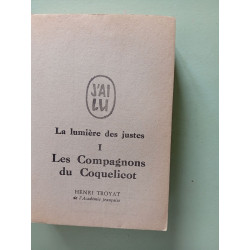 J'AI
LU
La lumière des justes
I
Les Compagnons
du Coquelicot
HENRI TROYAT
de l'Académie française